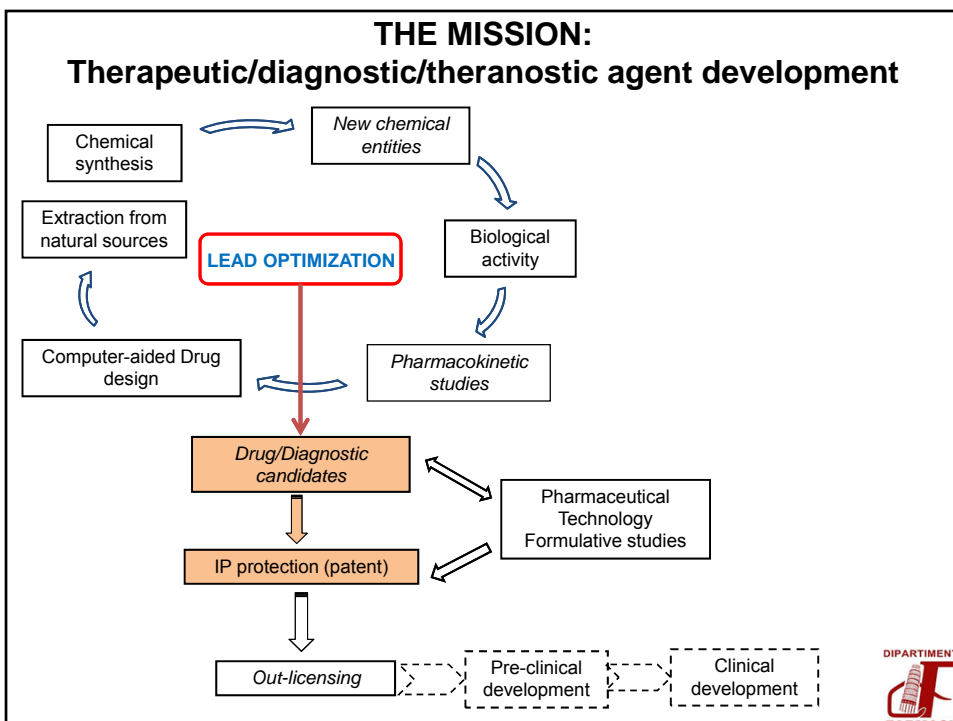 THE MISSION:
Therapeutic/diagnostic/theranostic agent development
Chemical
synthesis
New chemical
entities
Extraction from
natural sources
LEAD OPTIMIZATION
Biological
activity
Computer-aided Drug
design
Pharmacokinetic
studies
Drug/Diagnostic
candidates
Pharmaceutical
Technology
Formulative studies
IP protection (patent)
Out-licensing
Pre-clinical
development
Clinical
development
DIPARTIMENT